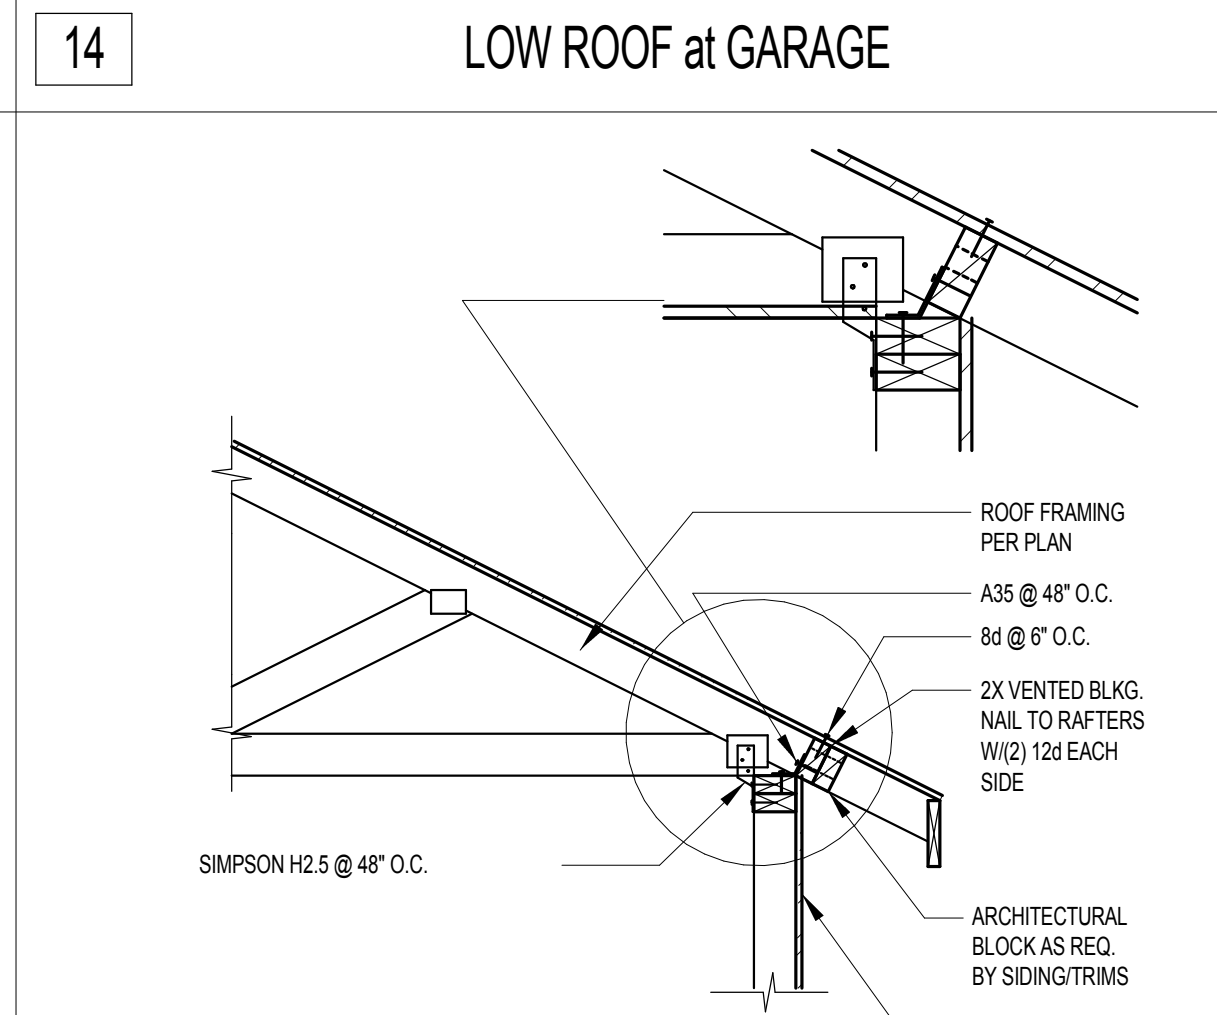 14
LOW ROOF at GARAGE
ROOF FRAMING
PER PLAN
A35 @ 48" O.C.
8d @ 6" O.C.
2X VENTED BLKG.
NAIL TO RAFTERS
W/(2) 12d EACH
SIDE
SIMPSON H2.5 @ 48" O.C.
ARCHITECTURAL
BLOCK AS REQ.
BY SIDING/TRIMS